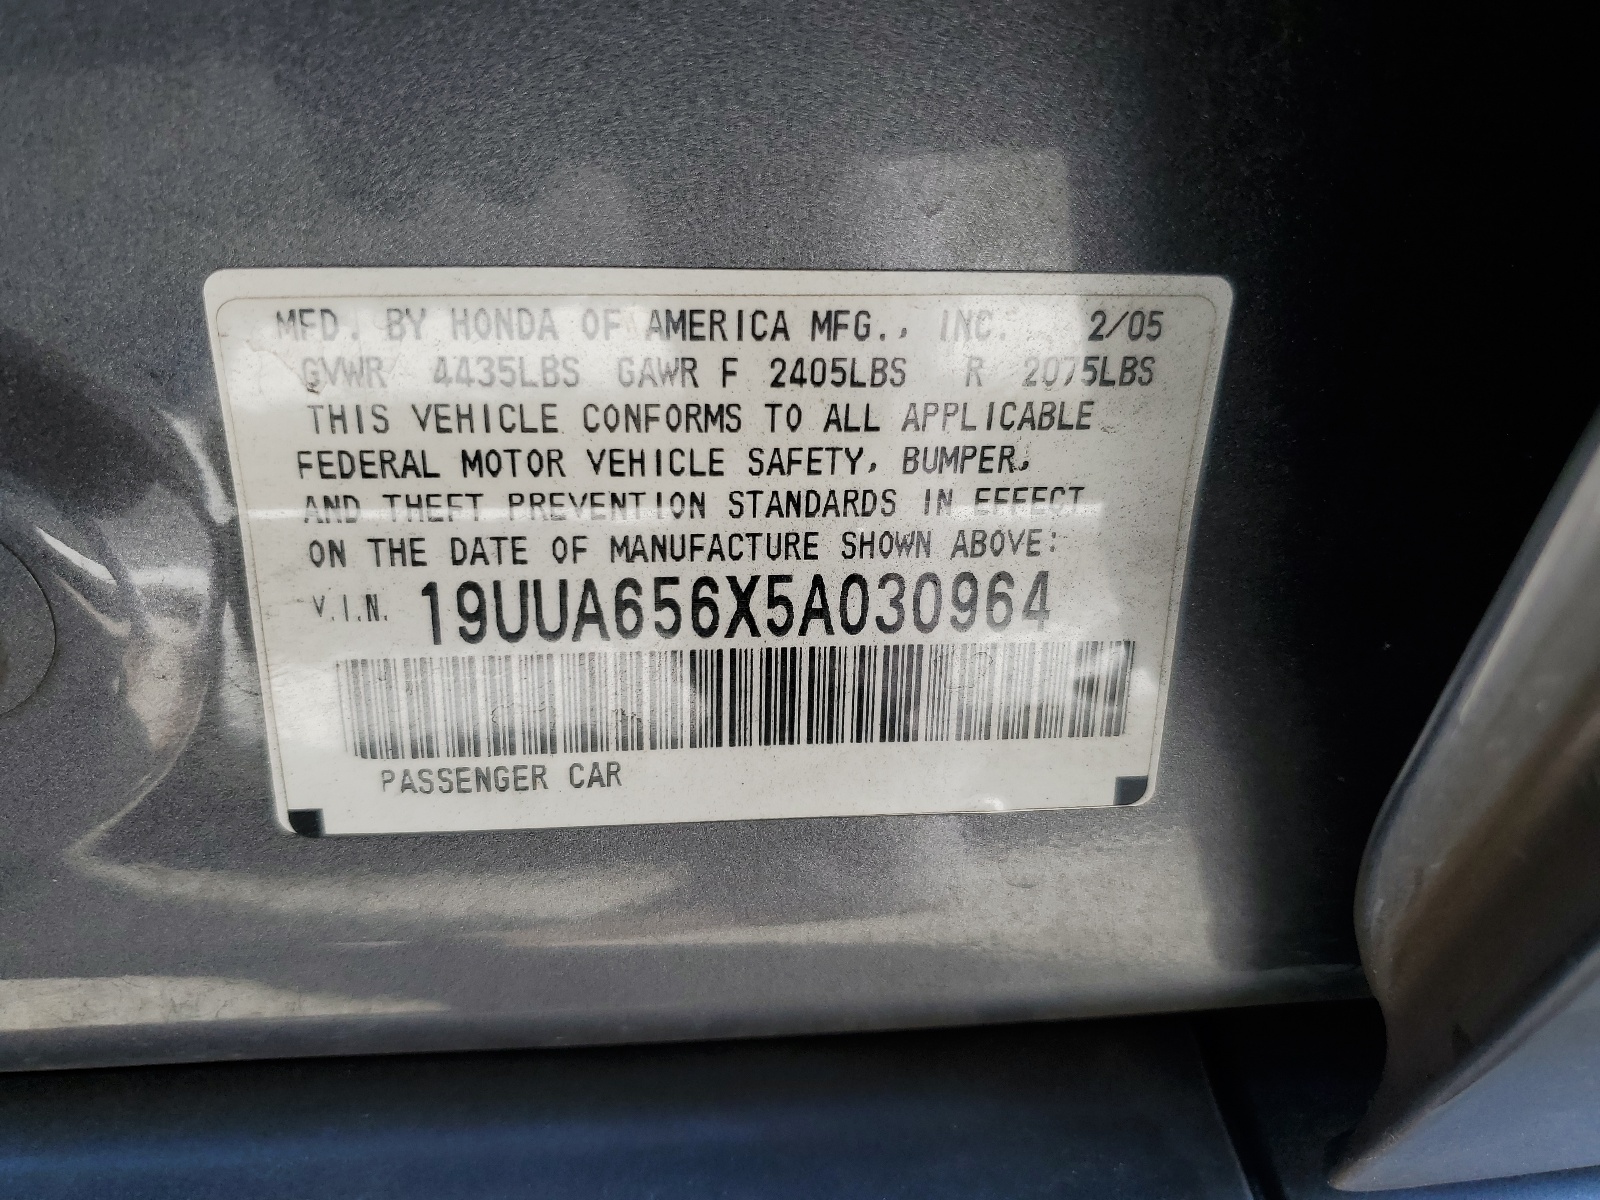 MFD. BY HONDA OF AMERICA MFG., INC. 2/05
GVWR 4435LBS GAWR F 2405LBS R 2075LBS
THIS VEHICLE CONFORMS TO ALL APPLICABLE
FEDERAL MOTOR VEHICLE SAFETY, BUMPER,
AND THEFT PREVENTION STANDARDS IN EFFECT
ON THE DATE OF MANUFACTURE SHOWN ABOVE:
V.I.N. 19UUA656X5A030964
PASSENGER CAR